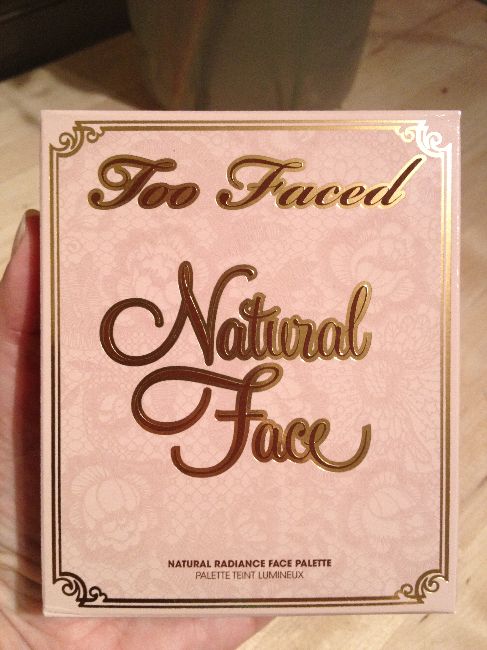 Too Faced
Natural
Face
NATURAL RADIANCE FACE PALETTE
PALETTE TEINT LUMINEUX